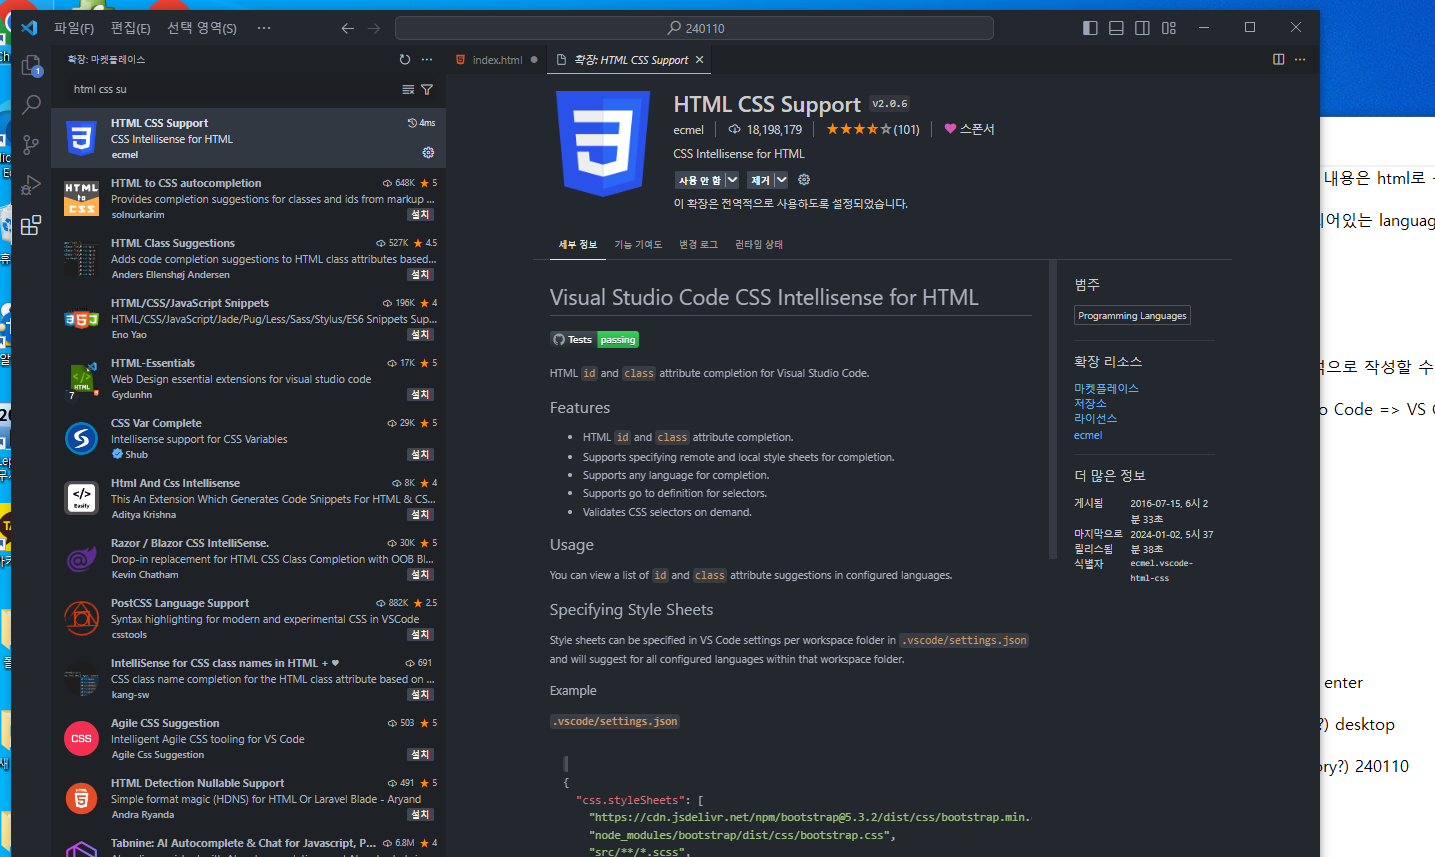 파일(F) 편집(E) 선택 영역(S) ···
240110
확장: 마켓플레이스
html css su
HTML CSS Support 4ms
CSS Intellisense for HTML
ecmel
HTML to CSS autocompletion 648K ★ 5
Provides completion suggestions for classes and ids from markup ...
solnurkarim 설치
HTML Class Suggestions 527K ★ 4.5
Adds code completion suggestions to HTML class attributes based...
Anders Ellenshøj Andersen 설치
HTML/CSS/JavaScript Snippets 196K ★ 4
HTML/CSS/JavaScript/Jade/Pug/Less/Sass/Stylus/ES6 Snippets Sup...
Eno Yao 설치
HTML-Essentials 17K ★ 5
Web Design essential extensions for visual studio code
Gydunhn 설치
CSS Var Complete 29K ★ 5
Intellisense support for CSS Variables
Shub 설치
Html And Css Intellisense 8K ★ 4
This An Extension Which Generates Code Snippets For HTML & CS...
Aditya Krishna 설치
Razor / Blazor CSS IntelliSense. 30K ★ 5
Drop-in replacement for HTML CSS Class Completion with OOB Bl...
Kevin Chatham 설치
PostCSS Language Support 882K ★ 2.5
Syntax highlighting for modern and experimental CSS in VSCode
csstools 설치
IntelliSense for CSS class names in HTML + ♥ 691
CSS class name completion for the HTML class attribute based on ...
kang-sw 설치
Agile CSS Suggestion 503 ★ 5
Intelligent Agile CSS tooling for VS Code
Agile Css Suggestion 설치
HTML Detection Nullable Support 491 ★ 5
Simple format magic (HDNS) for HTML Or Laravel Blade - Aryand
Andra Ryanda 설치
Tabnine: AI Autocomplete & Chat for Javascript, P... 6.8M ★ 4
index.html ●
확장: HTML CSS Support ×
HTML CSS Support v2.0.6
ecmel 18,198,179 ★★★★☆(101) 스폰서
CSS Intellisense for HTML
사용 안 함 제거
이 확장은 전역적으로 사용하도록 설정되었습니다.
세부 정보 기능 기여도 변경 로그 런타임 상태
Visual Studio Code CSS Intellisense for HTML
Tests passing
HTML id and class attribute completion for Visual Studio Code.
Features
• HTML id and class attribute completion.
• Supports specifying remote and local style sheets for completion.
• Supports any language for completion.
• Supports go to definition for selectors.
• Validates CSS selectors on demand.
Usage
You can view a list of id and class attribute suggestions in configured languages.
Specifying Style Sheets
Style sheets can be specified in VS Code settings per workspace folder in .vscode/settings.json
and will suggest for all configured languages within that workspace folder.
Example
.vscode/settings.json
{
"css.styleSheets": [
"https://cdn.jsdelivr.net/npm/bootstrap@5.3.2/dist/css/bootstrap.min.
"node_modules/bootstrap/dist/css/bootstrap.css",
"src/**/*.scss",
범주
Programming Languages
확장 리소스
마켓플레이스
저장소
라이선스
ecmel
더 많은 정보
게시됨 2016-07-15, 6시 2
분 33초
마지막으로 2024-01-02, 5시 37
릴리스됨 분 38초
식별자 ecmel.vscode-
html-css
내용은 html로
되어있는 languag
적으로 작성할 수
o Code => VS
enter
?) desktop
ory?) 240110